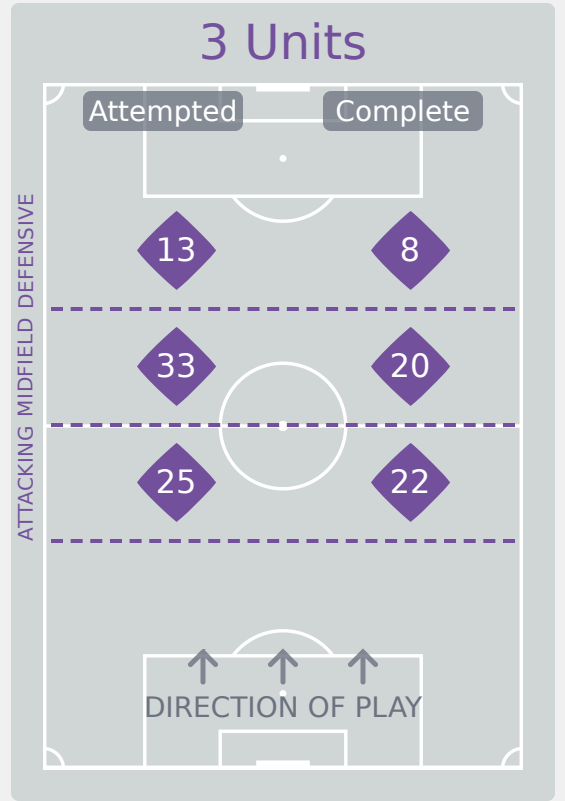 3 Units
Attempted Complete
ATTACKING MIDFIELD DEFENSIVE
13 8
33 20
25 22
DIRECTION OF PLAY